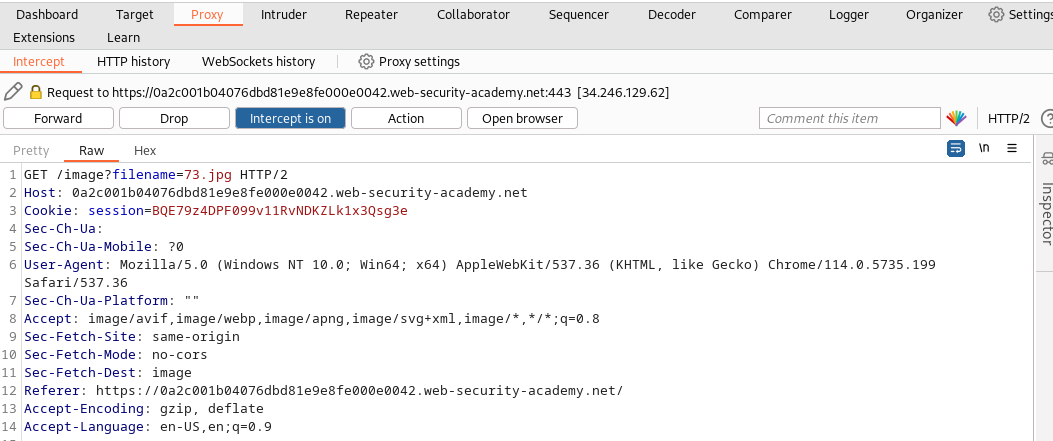 Dashboard Target Proxy Intruder Repeater Collaborator Sequencer Decoder Comparer Logger Organizer Settings
Extensions Learn
Intercept HTTP history WebSockets history Proxy settings
Request to https://0a2c001b04076dbd81e9e8fe000e0042.web-security-academy.net:443 [34.246.129.62]
Forward Drop Intercept is on Action Open browser Comment this item HTTP/2 ?
Pretty Raw Hex \n ≡
Inspector
1 GET /image?filename=73.jpg HTTP/2
2 Host: 0a2c001b04076dbd81e9e8fe000e0042.web-security-academy.net
3 Cookie: session=BQE79z4DPF099v11RvNDKZLk1x3Qsg3e
4 Sec-Ch-Ua:
5 Sec-Ch-Ua-Mobile: ?0
6 User-Agent: Mozilla/5.0 (Windows NT 10.0; Win64; x64) AppleWebKit/537.36 (KHTML, like Gecko) Chrome/114.0.5735.199
Safari/537.36
7 Sec-Ch-Ua-Platform: ""
8 Accept: image/avif,image/webp,image/apng,image/svg+xml,image/*,*/*;q=0.8
9 Sec-Fetch-Site: same-origin
10 Sec-Fetch-Mode: no-cors
11 Sec-Fetch-Dest: image
12 Referer: https://0a2c001b04076dbd81e9e8fe000e0042.web-security-academy.net/
13 Accept-Encoding: gzip, deflate
14 Accept-Language: en-US,en;q=0.9